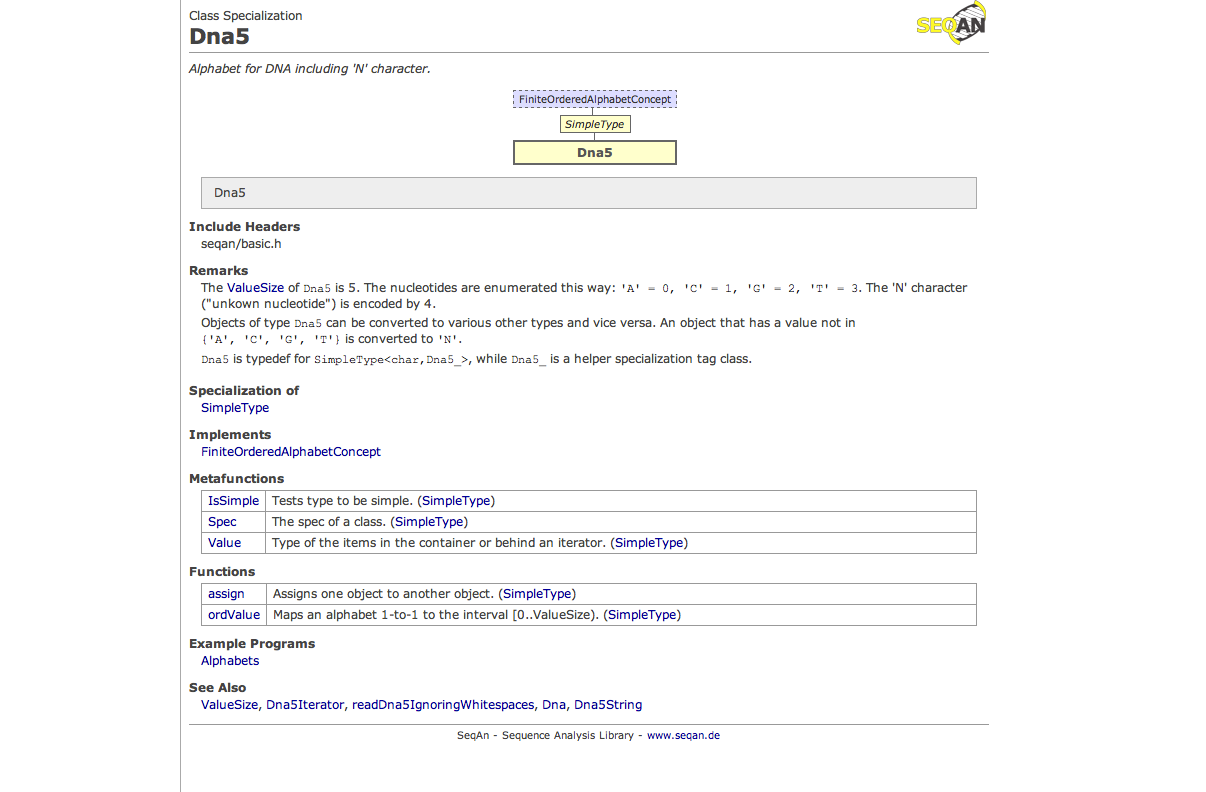 Class Specialization
Dna5
SEQAN
Alphabet for DNA including 'N' character.
FiniteOrderedAlphabetConcept
SimpleType
Dna5
Dna5
Include Headers
seqan/basic.h
Remarks
The ValueSize of Dna5 is 5. The nucleotides are enumerated this way: 'A' = 0, 'C' = 1, 'G' = 2, 'T' = 3. The 'N' character
("unkown nucleotide") is encoded by 4.
Objects of type Dna5 can be converted to various other types and vice versa. An object that has a value not in
{'A', 'C', 'G', 'T'} is converted to 'N'.
Dna5 is typedef for SimpleType<char,Dna5_>, while Dna5_ is a helper specialization tag class.
Specialization of
SimpleType
Implements
FiniteOrderedAlphabetConcept
Metafunctions
IsSimple Tests type to be simple. (SimpleType)
Spec The spec of a class. (SimpleType)
Value Type of the items in the container or behind an iterator. (SimpleType)
Functions
assign Assigns one object to another object. (SimpleType)
ordValue Maps an alphabet 1-to-1 to the interval [0..ValueSize). (SimpleType)
Example Programs
Alphabets
See Also
ValueSize, Dna5Iterator, readDna5IgnoringWhitespaces, Dna, Dna5String
SeqAn - Sequence Analysis Library - www.seqan.de